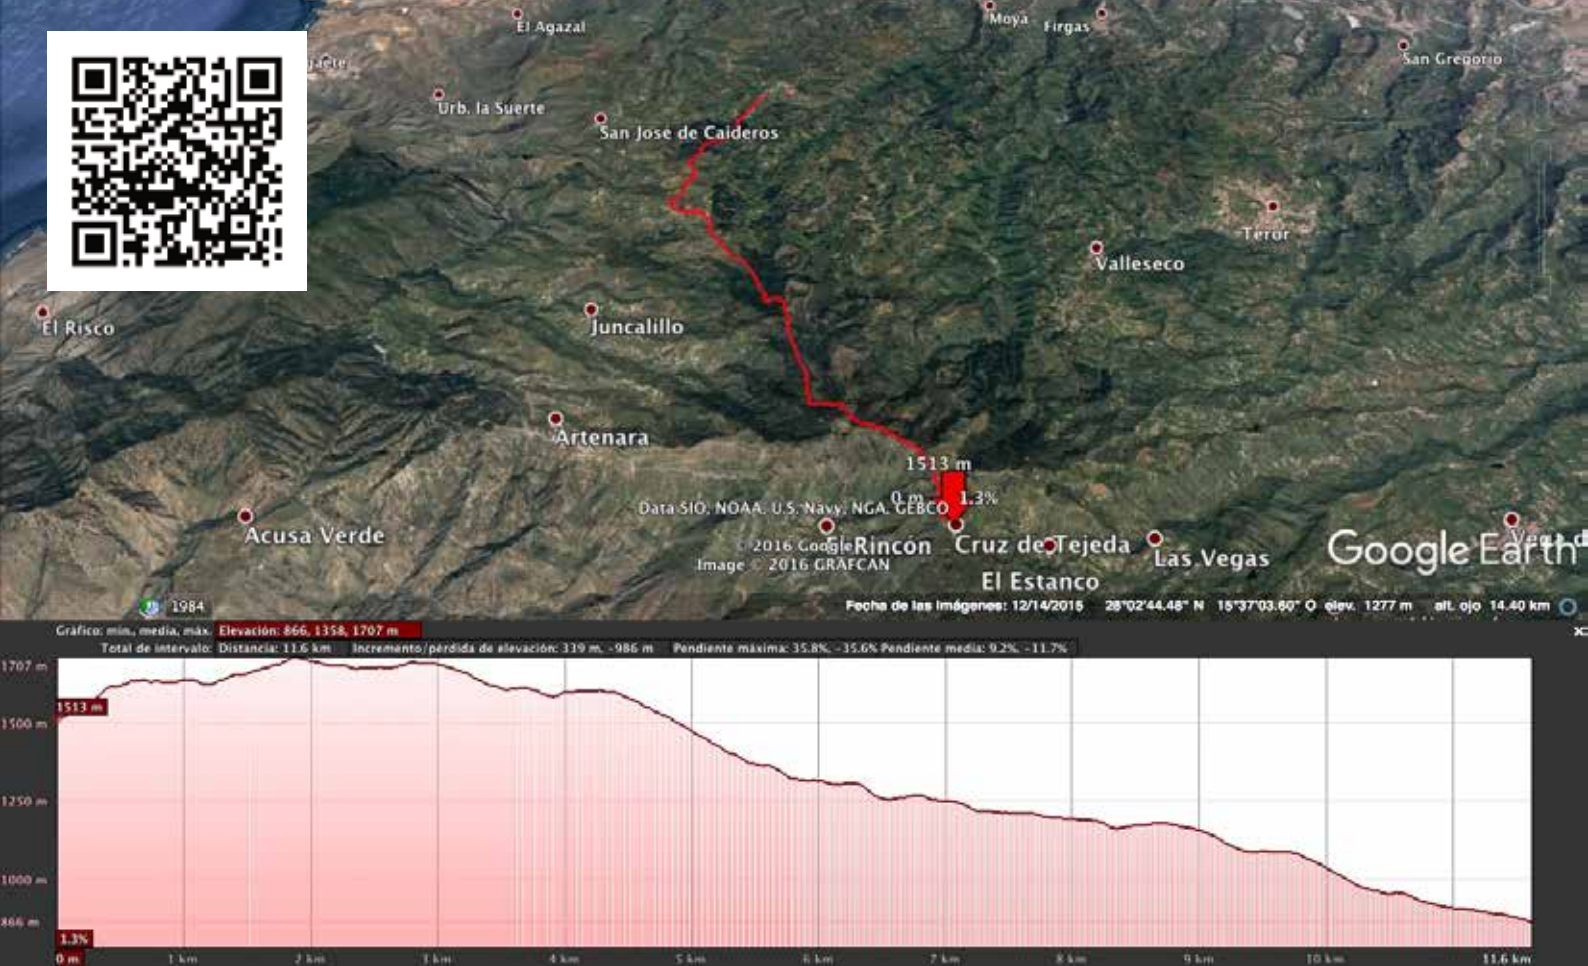 El Agazal
Moya
Firgas
San Gregorio
Urb. la Suerte
San Jose de Caideros
Teror
Valleseco
El Risco
Juncalillo
Artenara
1513 m
0 m
1.3%
Data SIO, NOAA, U.S. Navy, NGA, GEBCO
Acusa Verde
© 2016 Google
El Rincón
Cruz de Tejeda
Las Vegas
Google Earth
Image © 2016 GRAFCAN
El Estanco
1984
Fecha de las imágenes: 12/14/2015 28°02'44.48" N 15°37'03.60" O elev. 1277 m alt. ojo 14.40 km
Gráfico: min., media, máx. Elevación: 866, 1358, 1707 m
Total de intervalo: Distancia: 11.6 km Incremento/pérdida de elevación: 339 m, -986 m Pendiente máxima: 35.8%, -35.6% Pendiente media: 9.2%, -11.7%
1707 m
1513 m
1500 m
1250 m
1000 m
866 m
1.3%
0 m 1 km 2 km 3 km 4 km 5 km 6 km 7 km 8 km 9 km 10 km 11.6 km